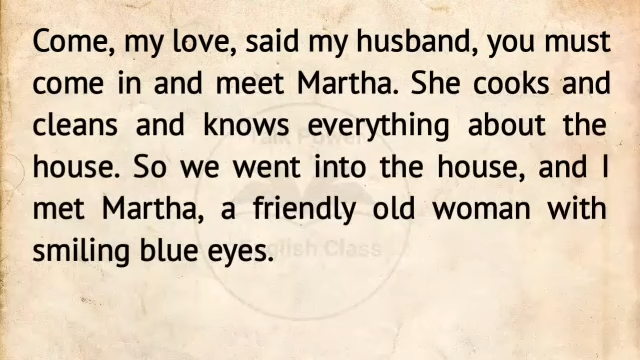 Come, my love, said my husband, you must
come in and meet Martha. She cooks and
cleans and knows everything about the
house. So we went into the house, and I
met Martha, a friendly old woman with
smiling blue eyes.
English Class